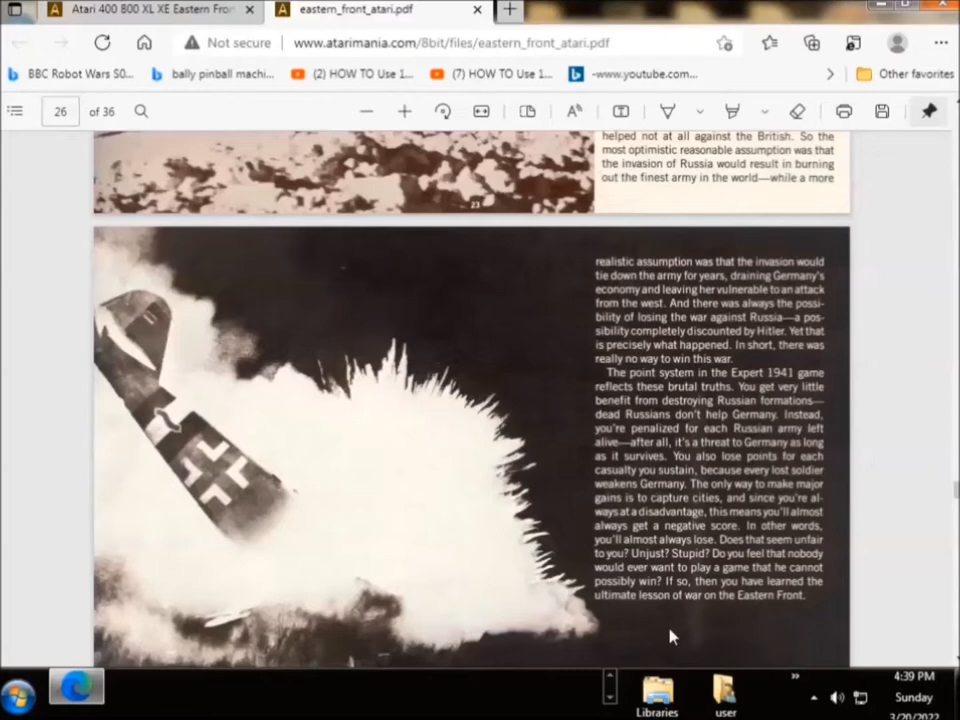 Atari 400 800 XL XE Eastern Fron
eastern_front_atari.pdf
Not secure
www.atarimania.com/8bit/files/eastern_front_atari.pdf
BBC Robot Wars S0...
bally pinball machi...
(2) HOW TO Use 1...
(7) HOW TO Use 1...
-www.youtube.com...
Other favorites
26 of 36
helped not at all against the British. So the
most optimistic reasonable assumption was that
the invasion of Russia would result in burning
out the finest army in the world—while a more
23
realistic assumption was that the invasion would
tie down the army for years, draining Germany's
economy and leaving her vulnerable to an attack
from the west. And there was always the possi-
bility of losing the war against Russia—a pos-
sibility completely discounted by Hitler. Yet that
is precisely what happened. In short, there was
really no way to win this war.
The point system in the Expert 1941 game
reflects these brutal truths. You get very little
benefit from destroying Russian formations—
dead Russians don't help Germany. Instead,
you're penalized for each Russian army left
alive—after all, it's a threat to Germany as long
as it survives. You also lose points for each
casualty you sustain, because every lost soldier
weakens Germany. The only way to make major
gains is to capture cities, and since you're al-
ways at a disadvantage, this means you'll almost
always get a negative score. In other words,
you'll almost always lose. Does that seem unfair
to you? Unjust? Stupid? Do you feel that nobody
would ever want to play a game that he cannot
possibly win? If so, then you have learned the
ultimate lesson of war on the Eastern Front.
Libraries
user
4:39 PM
Sunday
3/20/2022